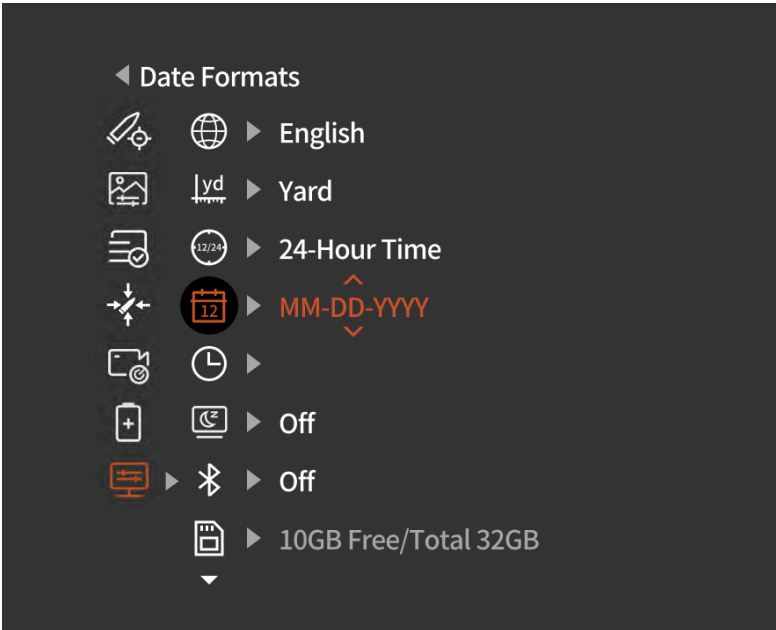 Date Formats
English
yd Yard
12/24 24-Hour Time
12 MM-DD-YYYY
z Off
Off
10GB Free/Total 32GB